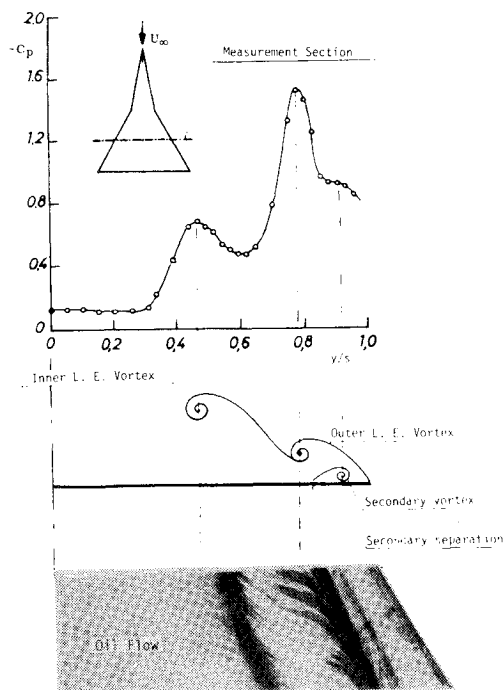 2.0
-Cp
1.6
1,2
0.8
0,4
0
U∞
Measurement Section
0 0,2 0,4 0,6 0,8 1,0
y/s
Inner L. E. Vortex
Outer L. E. Vortex
Secondary vortex
Secondary separation
Oil Flow